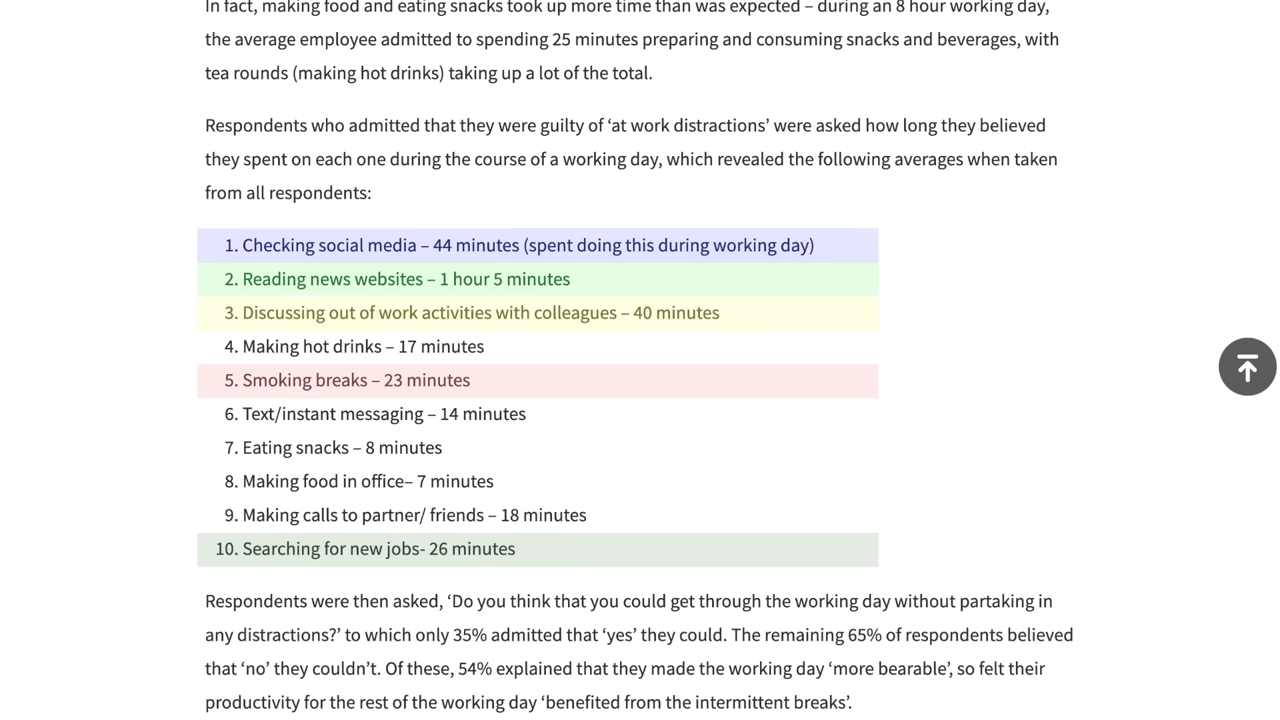 In fact, making food and eating snacks took up more time than was expected – during an 8 hour working day,
the average employee admitted to spending 25 minutes preparing and consuming snacks and beverages, with
tea rounds (making hot drinks) taking up a lot of the total.
Respondents who admitted that they were guilty of ‘at work distractions’ were asked how long they believed
they spent on each one during the course of a working day, which revealed the following averages when taken
from all respondents:
1. Checking social media – 44 minutes (spent doing this during working day)
2. Reading news websites – 1 hour 5 minutes
3. Discussing out of work activities with colleagues – 40 minutes
4. Making hot drinks – 17 minutes
5. Smoking breaks – 23 minutes
6. Text/instant messaging – 14 minutes
7. Eating snacks – 8 minutes
8. Making food in office– 7 minutes
9. Making calls to partner/ friends – 18 minutes
10. Searching for new jobs- 26 minutes
Respondents were then asked, ‘Do you think that you could get through the working day without partaking in
any distractions?’ to which only 35% admitted that ‘yes’ they could. The remaining 65% of respondents believed
that ‘no’ they couldn’t. Of these, 54% explained that they made the working day ‘more bearable’, so felt their
productivity for the rest of the working day ‘benefited from the intermittent breaks’.